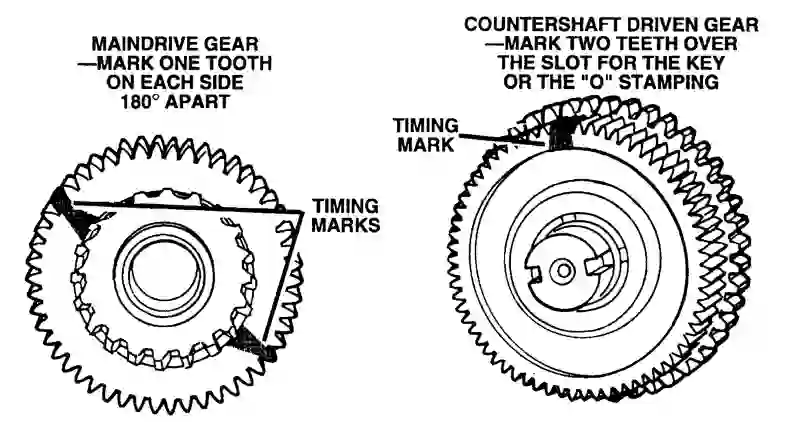 MAINDRIVE GEAR
—MARK ONE TOOTH
ON EACH SIDE
180° APART
TIMING
MARKS
COUNTERSHAFT DRIVEN GEAR
—MARK TWO TEETH OVER
THE SLOT FOR THE KEY
OR THE "O" STAMPING
TIMING
MARK